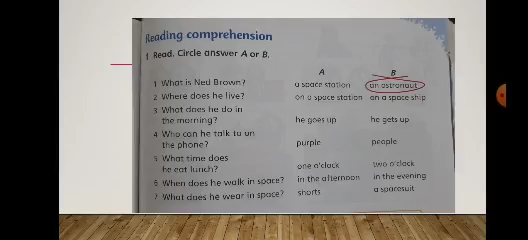 Reading comprehension
1 Read. Circle answer A or B.
A B
1 What is Ned Brown? a space station an astronaut
2 Where does he live? on a space station on a space ship
3 What does he do in
the morning? he goes up he gets up
4 Who can he talk to on
the phone? purple people
5 What time does
he eat lunch? one o'clock two o'clock
6 When does he walk in space? in the afternoon in the evening
7 What does he wear in space? shorts a spacesuit